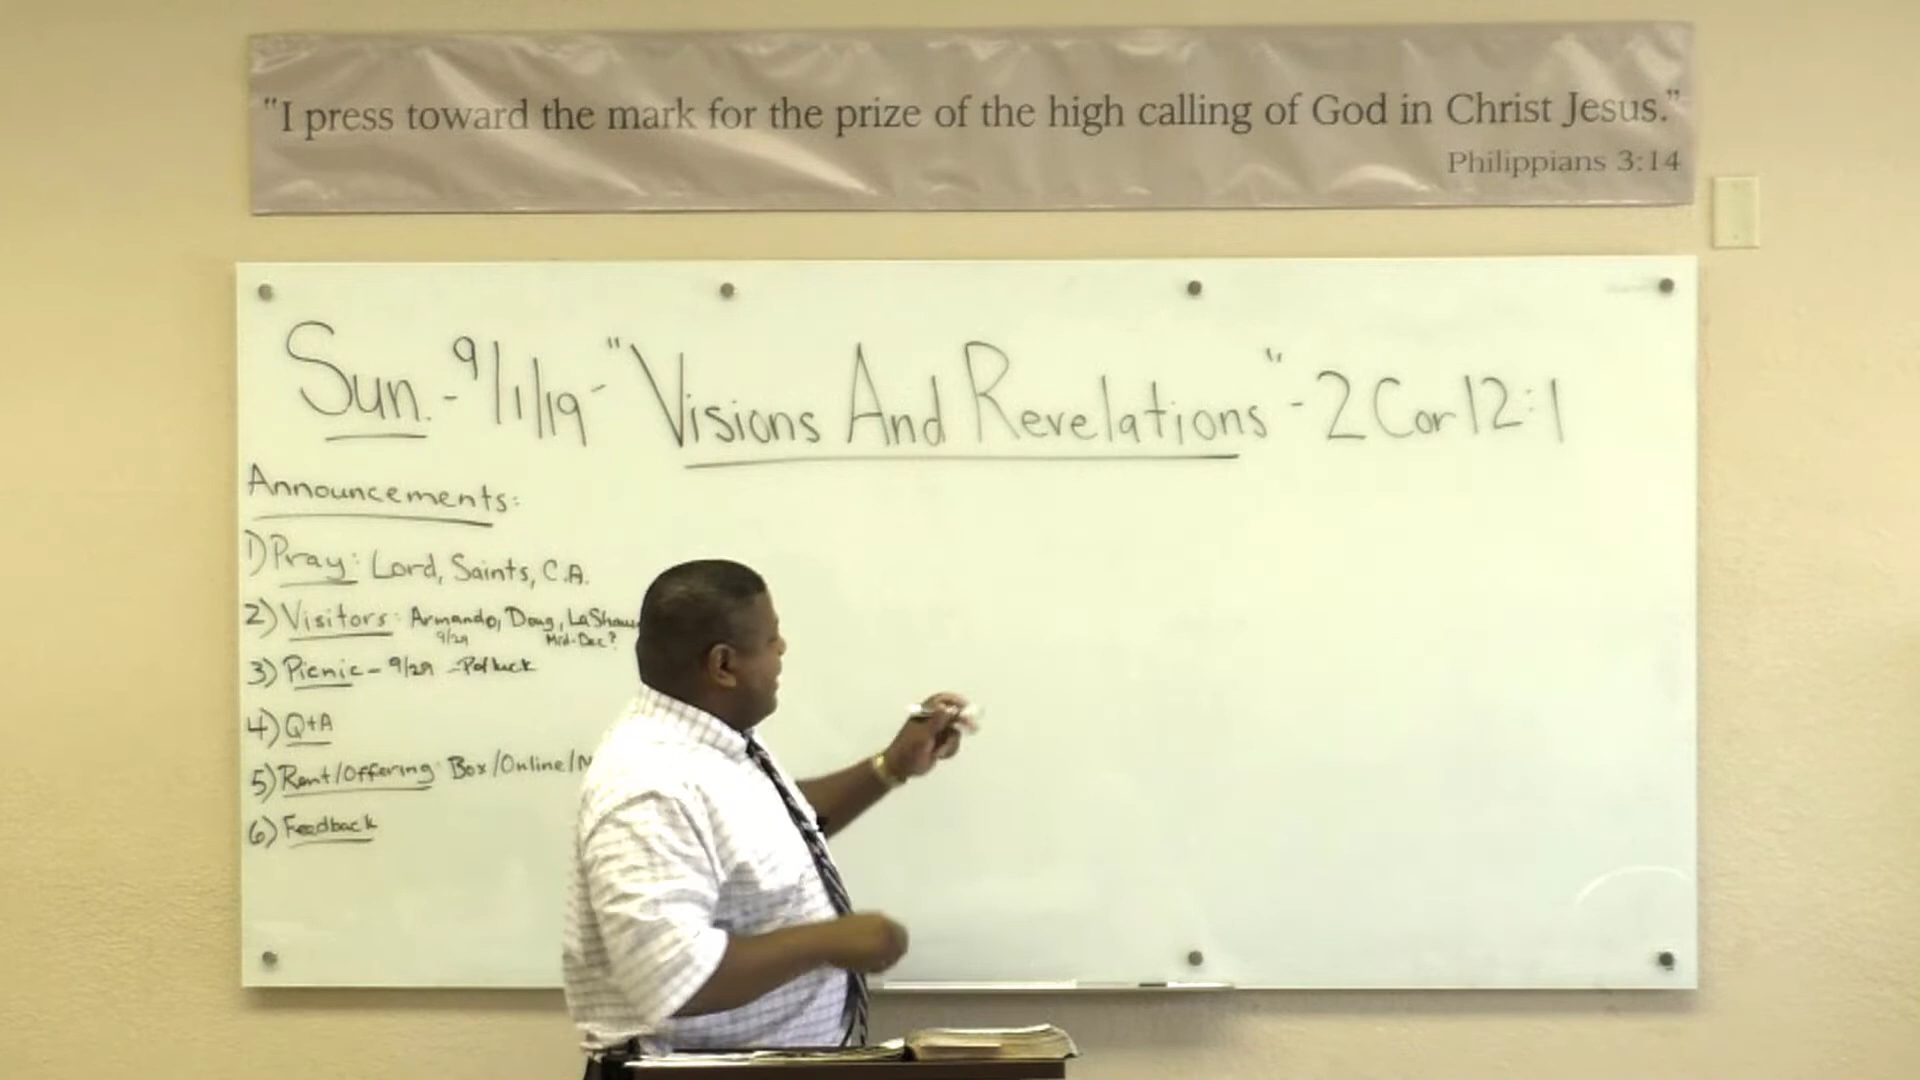 "I press toward the mark for the prize of the high calling of God in Christ Jesus."
Philippians 3:14
Sun. - 9/1/19 - "Visions And Revelations" - 2 Cor 12:1
Announcements:
1) Pray: Lord, Saints, C.A.
2) Visitors: Armando, Doug, LaShaw
9/29 Mid-Dec?
3) Picnic - 9/29 - Potluck
4) Q+A
5) Rent/Offering: Box/Online/
6) Feedback